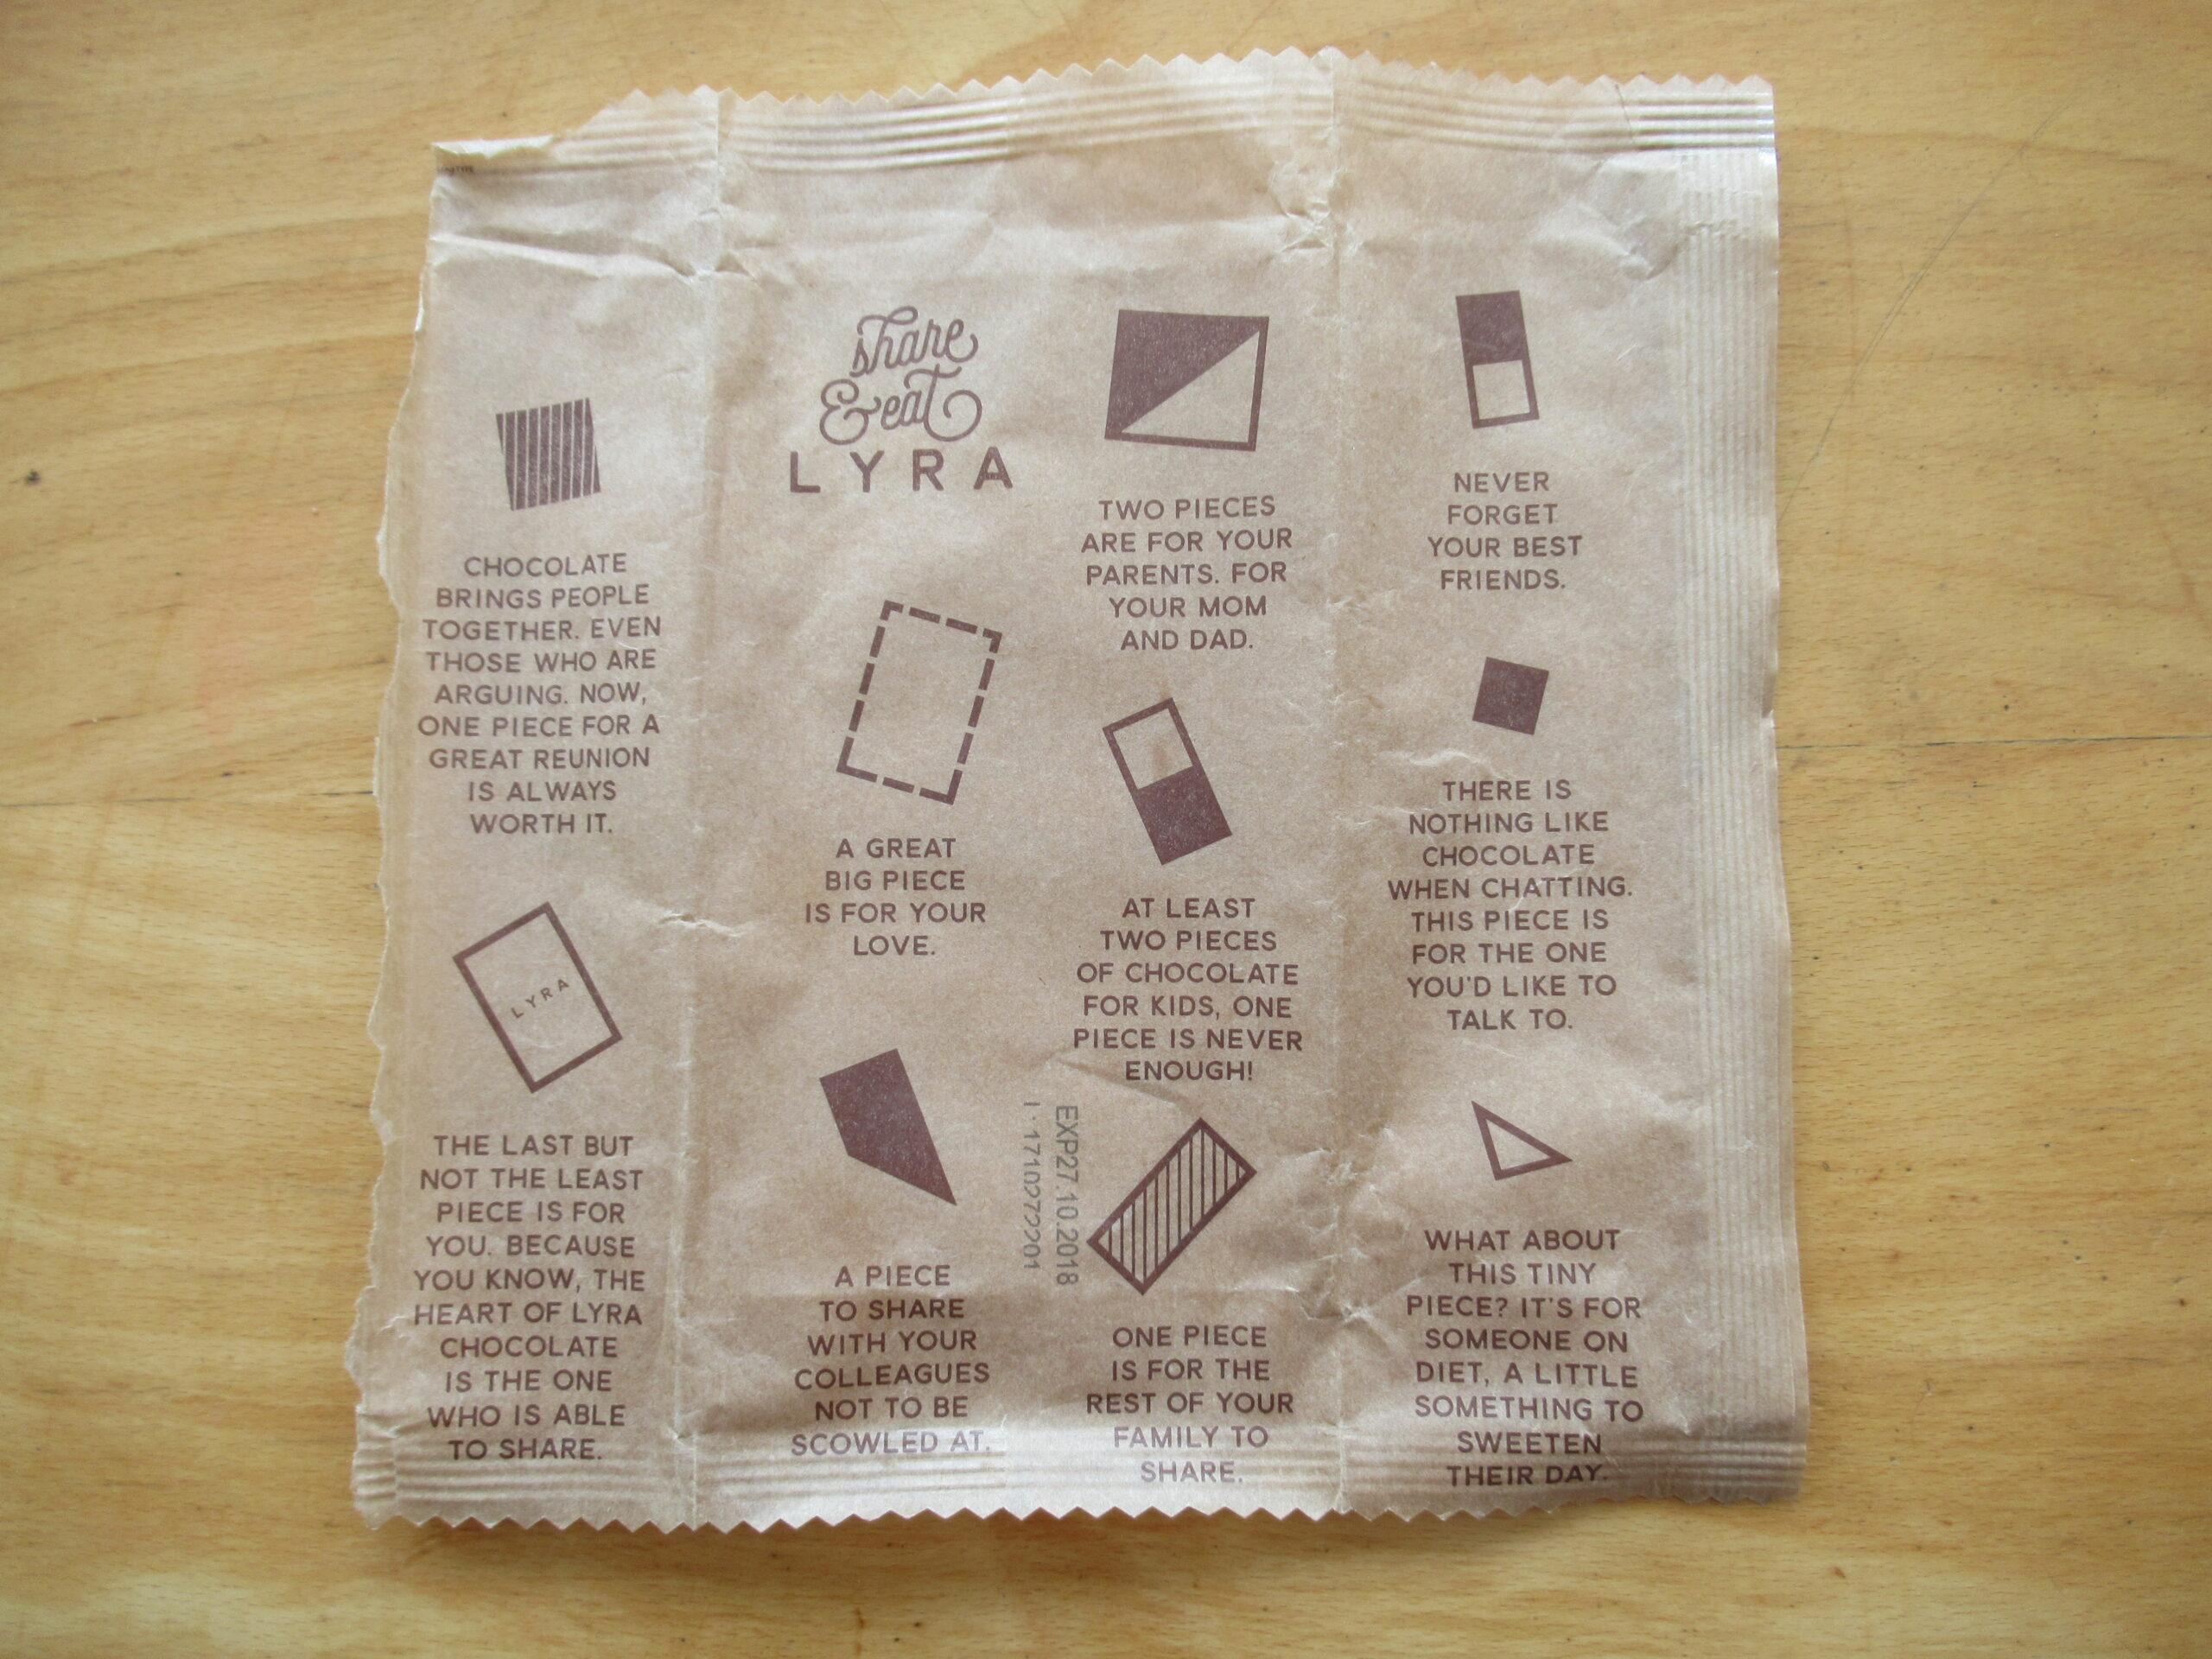 CHOCOLATE
BRINGS PEOPLE
TOGETHER. EVEN
THOSE WHO ARE
ARGUING. NOW,
ONE PIECE FOR A
GREAT REUNION
IS ALWAYS
WORTH IT.
LYRA
THE LAST BUT
NOT THE LEAST
PIECE IS FOR
YOU. BECAUSE
YOU KNOW, THE
HEART OF LYRA
CHOCOLATE
IS THE ONE
WHO IS ABLE
TO SHARE.
share
& eat
LYRA
A GREAT
BIG PIECE
IS FOR YOUR
LOVE.
A PIECE
TO SHARE
WITH YOUR
COLLEAGUES
NOT TO BE
SCOWLED AT.
TWO PIECES
ARE FOR YOUR
PARENTS. FOR
YOUR MOM
AND DAD.
AT LEAST
TWO PIECES
OF CHOCOLATE
FOR KIDS, ONE
PIECE IS NEVER
ENOUGH!
EXP27.10.2018
ONE PIECE
IS FOR THE
REST OF YOUR
FAMILY TO
SHARE.
NEVER
FORGET
YOUR BEST
FRIENDS.
THERE IS
NOTHING LIKE
CHOCOLATE
WHEN CHATTING.
THIS PIECE IS
FOR THE ONE
YOU'D LIKE TO
TALK TO.
WHAT ABOUT
THIS TINY
PIECE? IT'S FOR
SOMEONE ON
DIET, A LITTLE
SOMETHING TO
SWEETEN
THEIR DAY.